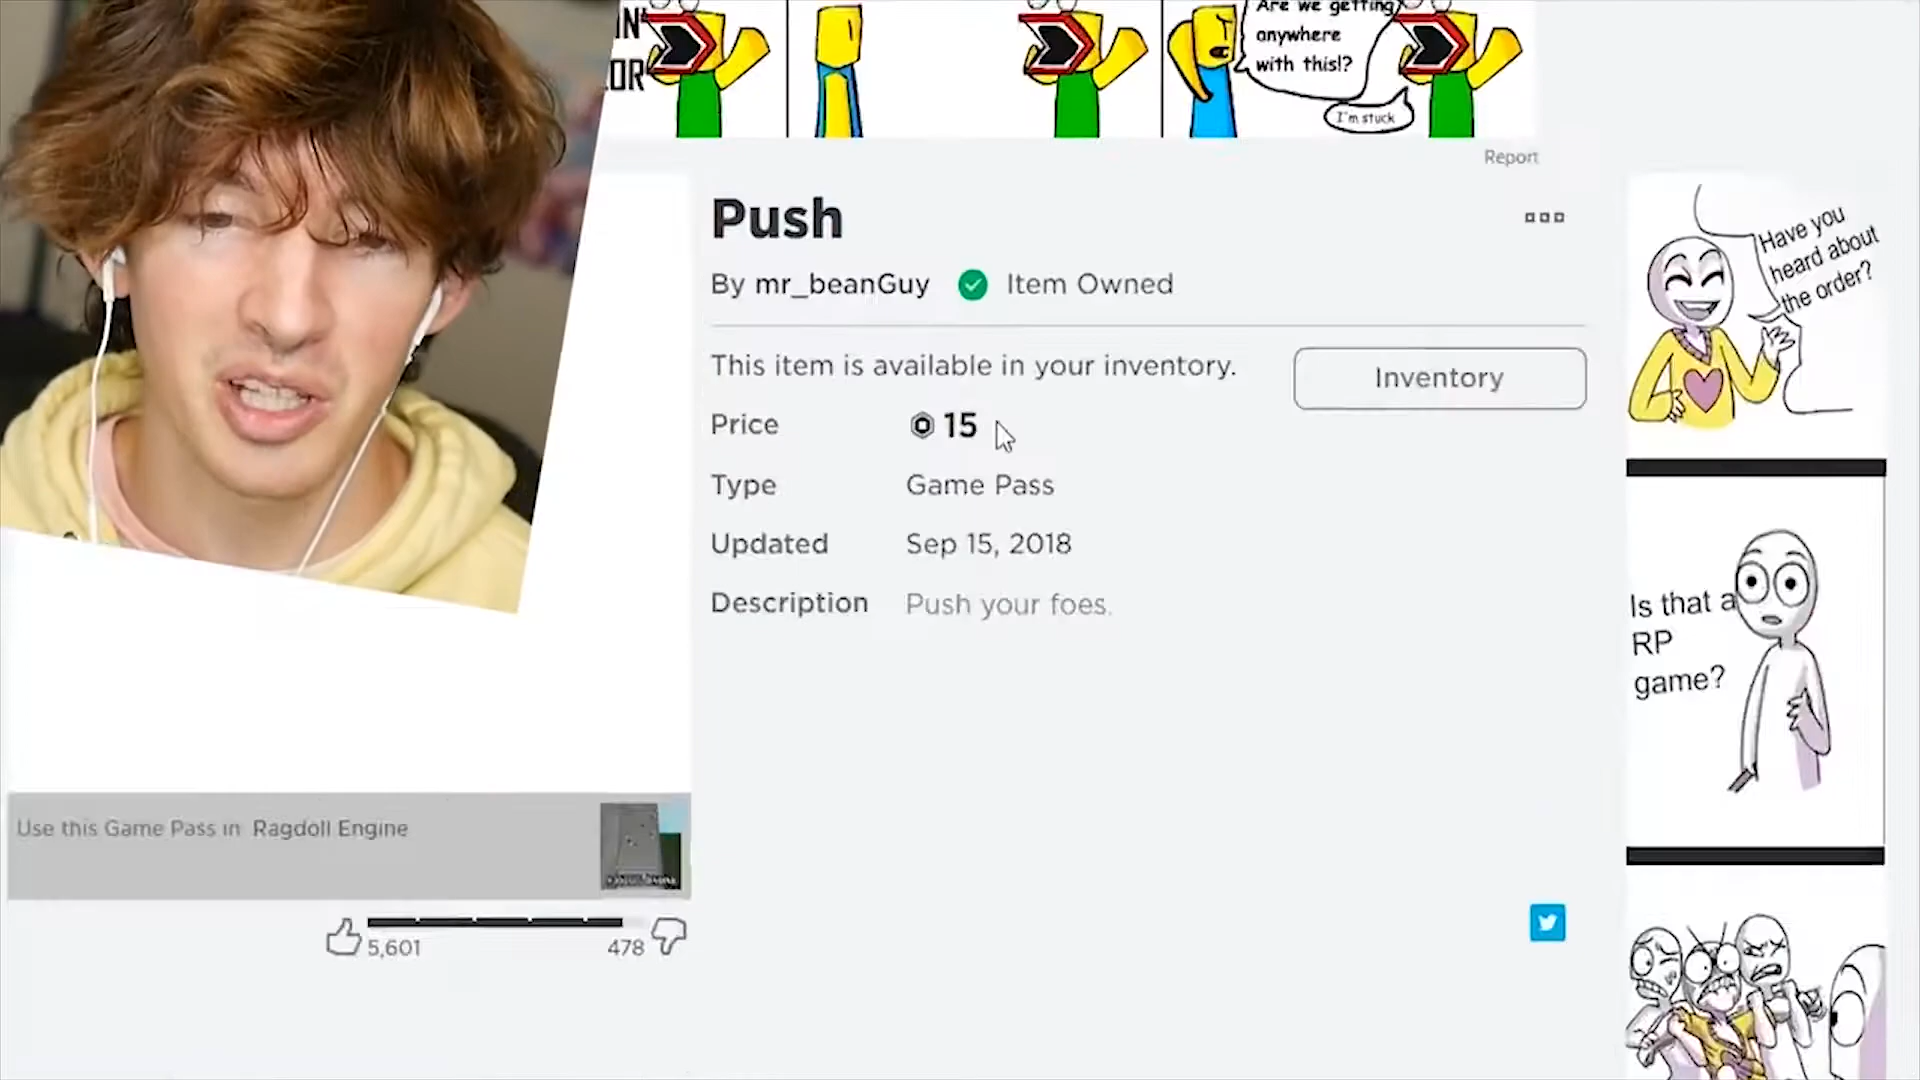 Are we getting
anywhere
with this!?
I'm stuck
Report
Push
By mr_beanGuy Item Owned
This item is available in your inventory.
Inventory
Price 15
Type Game Pass
Updated Sep 15, 2018
Description Push your foes.
Use this Game Pass in Ragdoll Engine
5,601
478
Have you
heard about
the order?
Is that a
RP
game?